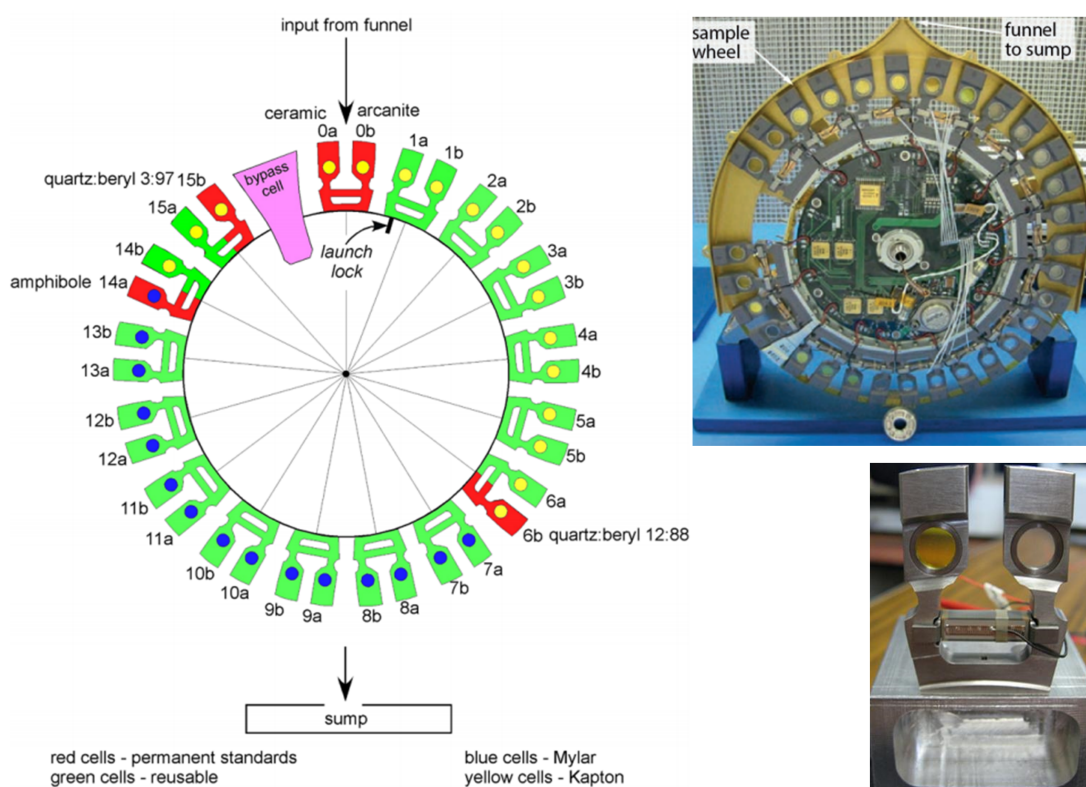 input from funnel
ceramic
arcanite
0a
0b
1a
1b
2a
2b
3a
3b
4a
4b
5a
5b
6a
6b quartz:beryl 12:88
7a
7b
8a
8b
9a
9b
10a
10b
11a
11b
12a
12b
13a
13b
amphibole 14a
14b
15a
quartz:beryl 3:97 15b
bypass
cell
launch
lock
sump
red cells - permanent standards
green cells - reusable
blue cells - Mylar
yellow cells - Kapton
sample
wheel
funnel
to sump